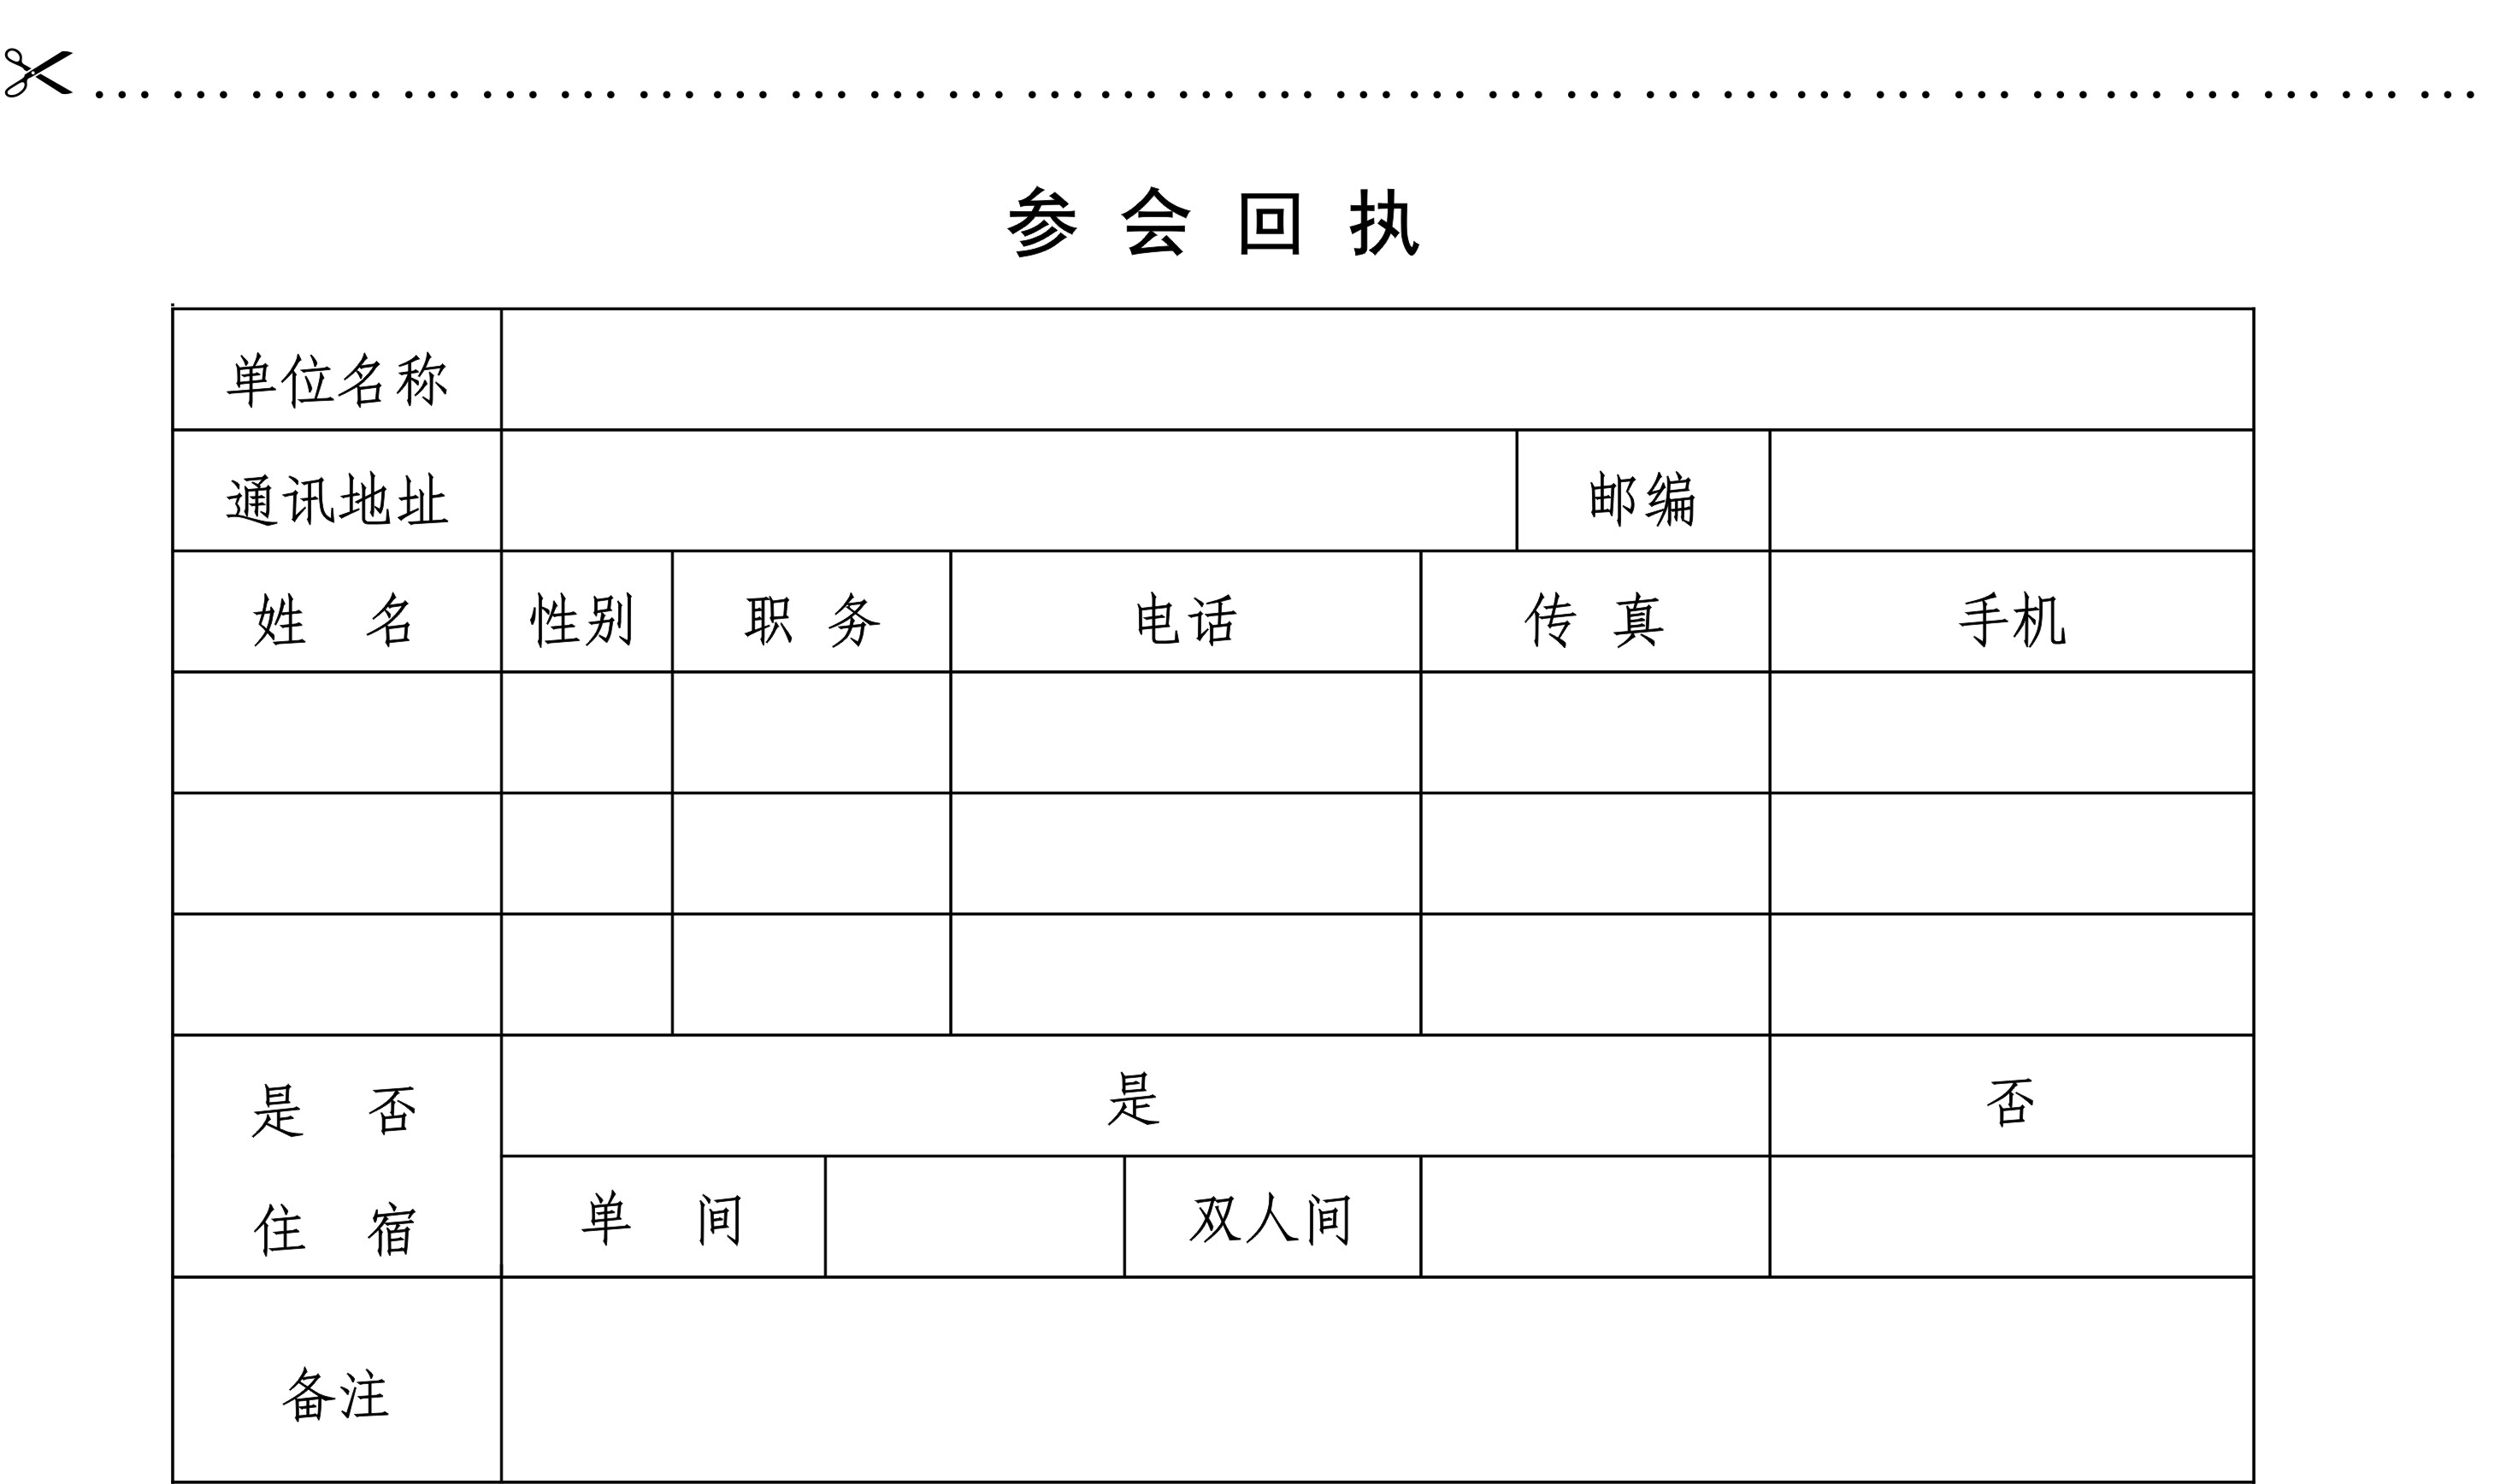 参 会 回 执
单位名称
通讯地址 邮编
姓 名 性别 职 务 电话 传 真 手机
是 否 是 否
住 宿 单 间 双人间
备注